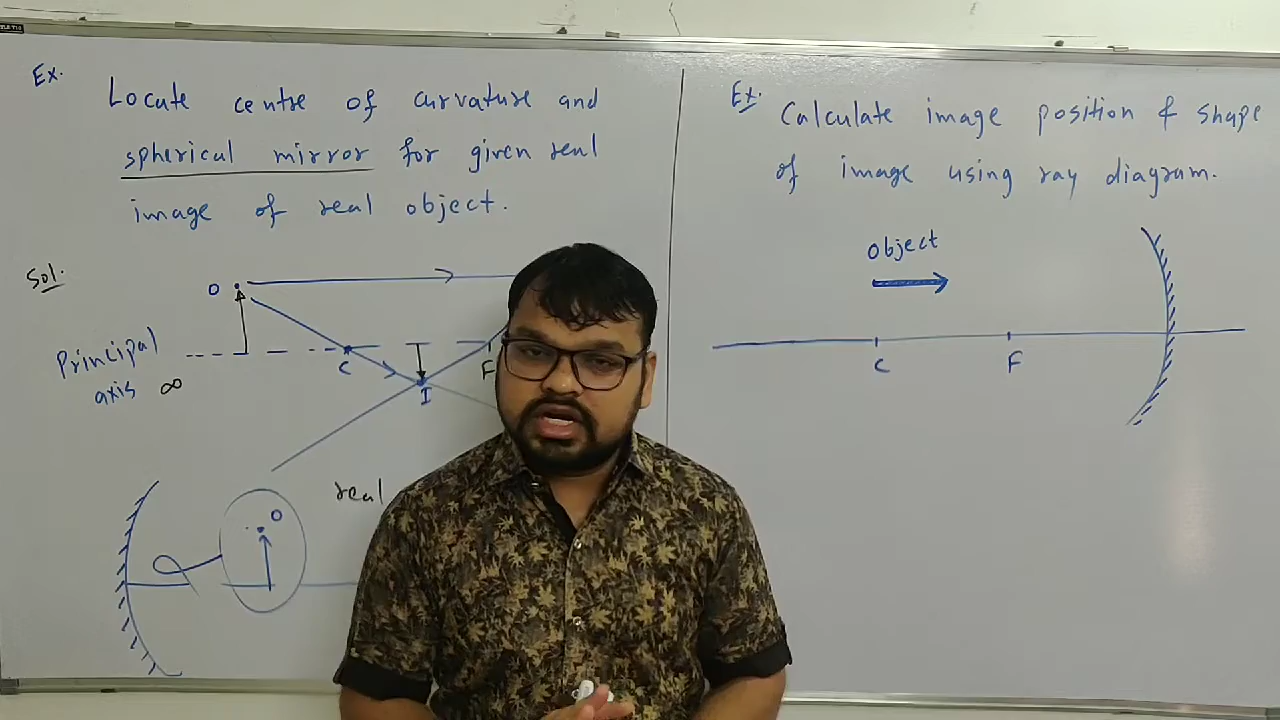 Ex.
Locate centre of curvature and
spherical mirror for given real
image of real object.
Sol.
O
Principal
axis ∞
C
I
F
real
O
Ex.
Calculate image position & shape
of image using ray diagram.
object
C
F